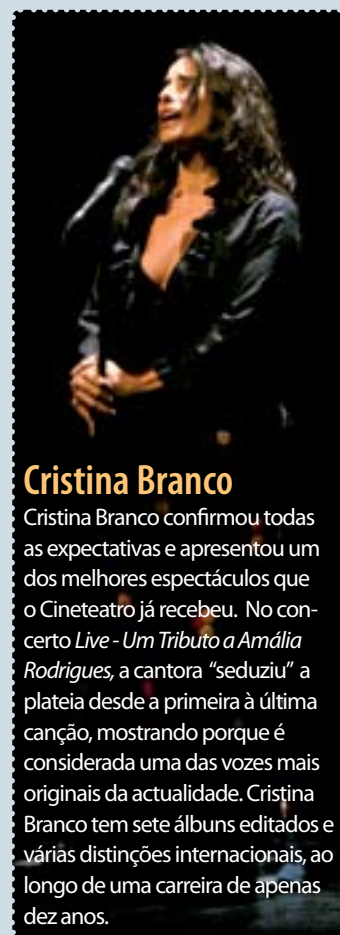 Cristina Branco
Cristina Branco confirmou todas
as expectativas e apresentou um
dos melhores espectáculos que
o Cineteatro já recebeu. No con-
certo Live - Um Tributo a Amália
Rodrigues, a cantora “seduziu” a
plateia desde a primeira à última
canção, mostrando porque é
considerada uma das vozes mais
originais da actualidade. Cristina
Branco tem sete álbuns editados e
várias distinções internacionais, ao
longo de uma carreira de apenas
dez anos.